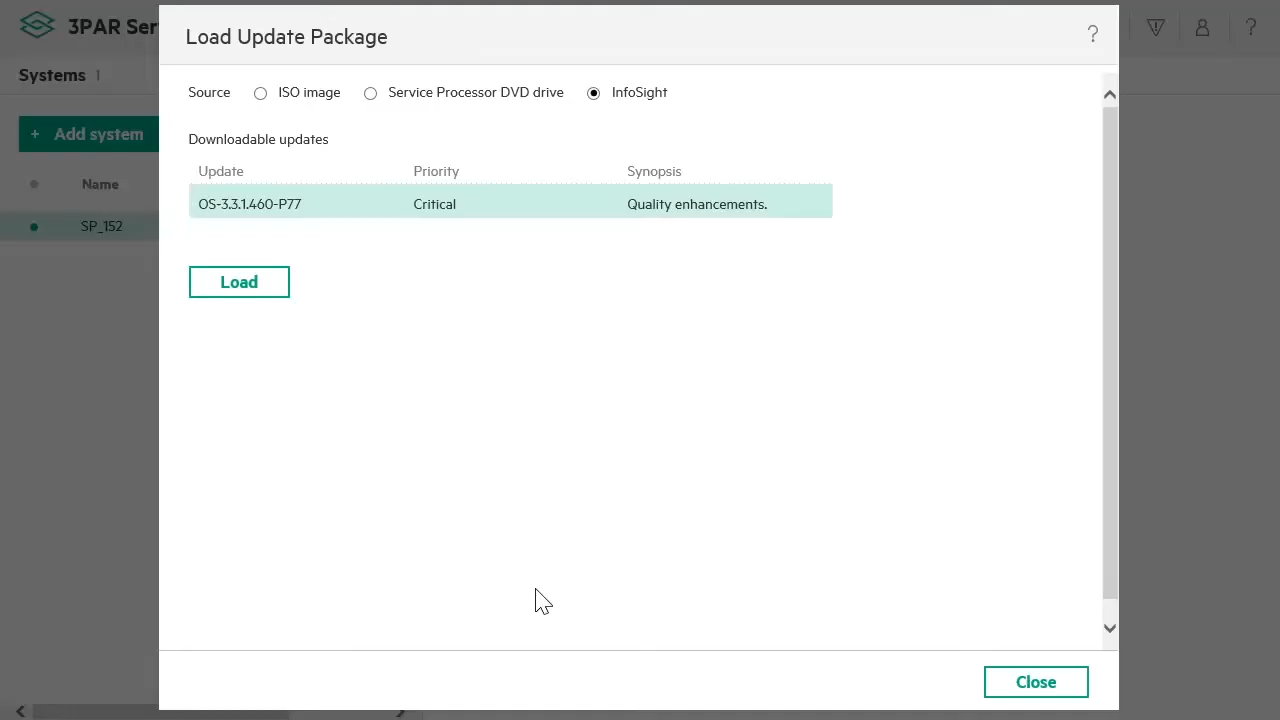 3PAR Ser
Load Update Package
?
?
Systems 1
Source ISO image Service Processor DVD drive InfoSight
+ Add system
Downloadable updates
Update Priority Synopsis
Name
OS-3.3.1.460-P77 Critical Quality enhancements.
SP_152
Load
Close